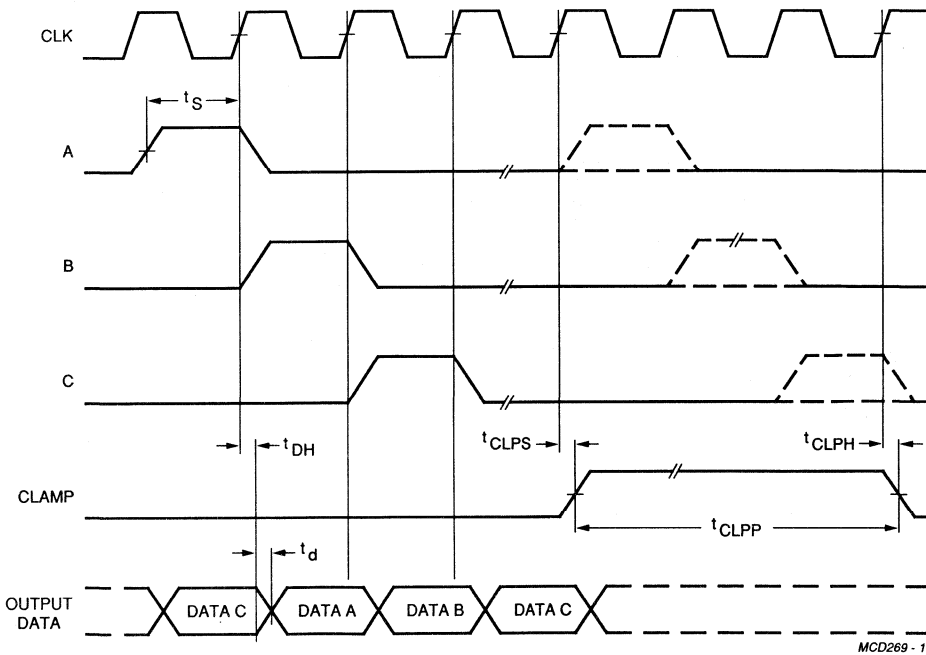 CLK
tS
A
B
C
tDH
tCLPS
tCLPH
CLAMP
tCLPP
td
OUTPUT
DATA
DATA C
DATA A
DATA B
DATA C
MCD269 - 1